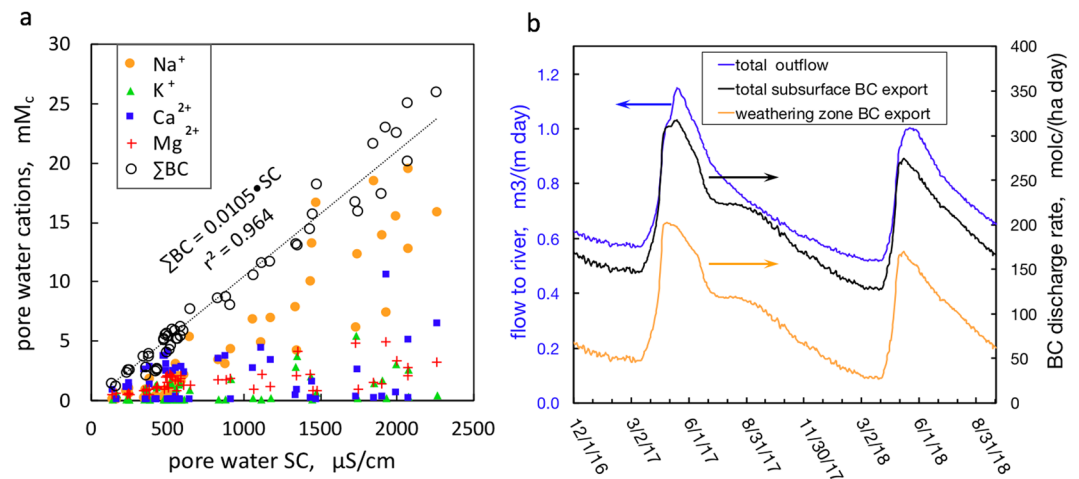 a
30
25
20
15
10
5
0
pore water cations, mMc
Na+
K+
Ca2+
Mg2+
∑BC
∑BC = 0.0105•SC
r² = 0.964
0 500 1000 1500 2000 2500
pore water SC, µS/cm
b
1.2
1.0
0.8
0.6
0.4
0.2
0.0
flow to river, m3/(m day)
total outflow
total subsurface BC export
weathering zone BC export
400
350
300
250
200
150
100
50
0
BC discharge rate, molc/(ha day)
12/1/16
3/2/17
6/1/17
8/31/17
11/30/17
3/2/18
6/1/18
8/31/18